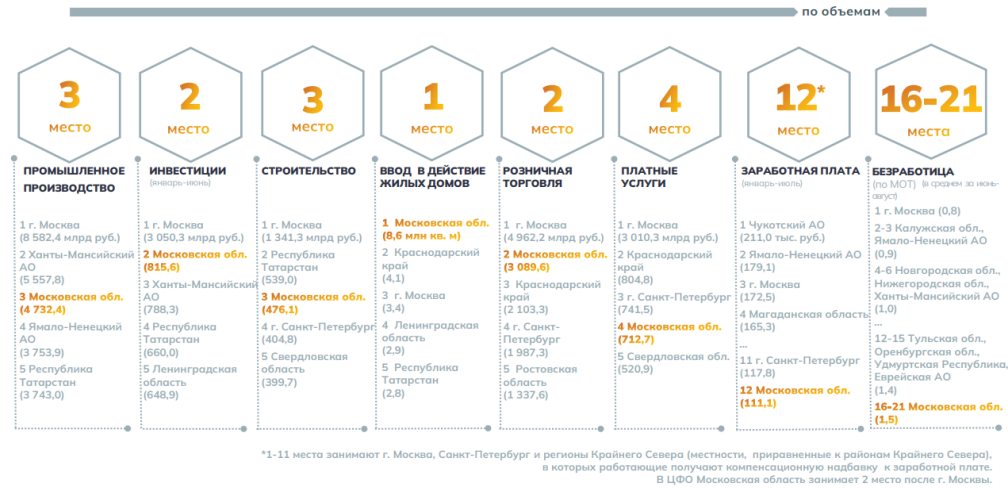 по объемам
3
место
2
место
3
место
1
место
2
место
4
место
12*
место
16-21
места
ПРОМЫШЛЕННОЕ
ПРОИЗВОДСТВО
1 г. Москва
(8 582,4 млрд руб.)
2 Ханты-Мансийский
АО
(5 557,8)
3 Московская обл.
(4 732,4)
4 Ямало-Ненецкий
АО
(3 753,9)
5 Республика
Татарстан
(3 743,0)
ИНВЕСТИЦИИ
(январь-июнь)
1 г. Москва
(3 050,3 млрд руб.)
2 Московская обл.
(815,6)
3 Ханты-Мансийский
АО
(788,3)
4 Республика
Татарстан
(660,0)
5 Ленинградская
область
(648,9)
СТРОИТЕЛЬСТВО
1 г. Москва
(1 341,3 млрд руб.)
2 Республика
Татарстан
(539,0)
3 Московская обл.
(476,1)
4 г. Санкт-Петербург
(404,8)
5 Свердловская
область
(399,7)
ВВОД В ДЕЙСТВИЕ
ЖИЛЫХ ДОМОВ
1 Московская обл.
(8,6 млн кв. м)
2 Краснодарский
край
(4,1)
3 г. Москва
(3,4)
4 Ленинградская
область
(2,9)
5 Республика
Татарстан
(2,8)
РОЗНИЧНАЯ
ТОРГОВЛЯ
1 г. Москва
(4 962,2 млрд руб.)
2 Московская обл.
(3 089,6)
3 Краснодарский
край
(2 103,3)
4 г. Санкт-
Петербург
(1 987,3)
5 Ростовская
область
(1 337,6)
ПЛАТНЫЕ
УСЛУГИ
1 г. Москва
(3 010,3 млрд руб.)
2 Краснодарский
край
(804,8)
3 г. Санкт-Петербург
(741,5)
4 Московская обл.
(712,7)
5 Свердловская обл.
(520,9)
ЗАРАБОТНАЯ ПЛАТА
(январь-июль)
1 Чукотский АО
(211,0 тыс. руб.)
2 Ямало-Ненецкий АО
(179,1)
3 г. Москва
(172,5)
4 Магаданская область
(165,3)
...
11 г. Санкт-Петербург
(117,8)
12 Московская обл.
(111,1)
БЕЗРАБОТИЦА
(по МОТ) (в среднем за июнь-
август)
1 г. Москва (0,8)
2-3 Калужская обл.,
Ямало-Ненецкий АО
(0,9)
4-6 Новгородская обл.,
Нижегородская обл.,
Ханты-Мансийский АО
(1,0)
...
12-15 Тульская обл.,
Оренбургская обл.,
Удмуртская Республика,
Еврейская АО
(1,4)
16-21 Московская обл.
(1,5)
*1-11 места занимают г. Москва, Санкт-Петербург и регионы Крайнего Севера (местности, приравненные к районам Крайнего Севера),
в которых работающие получают компенсационную надбавку к заработной плате.
В ЦФО Московская область занимает 2 место после г. Москвы.